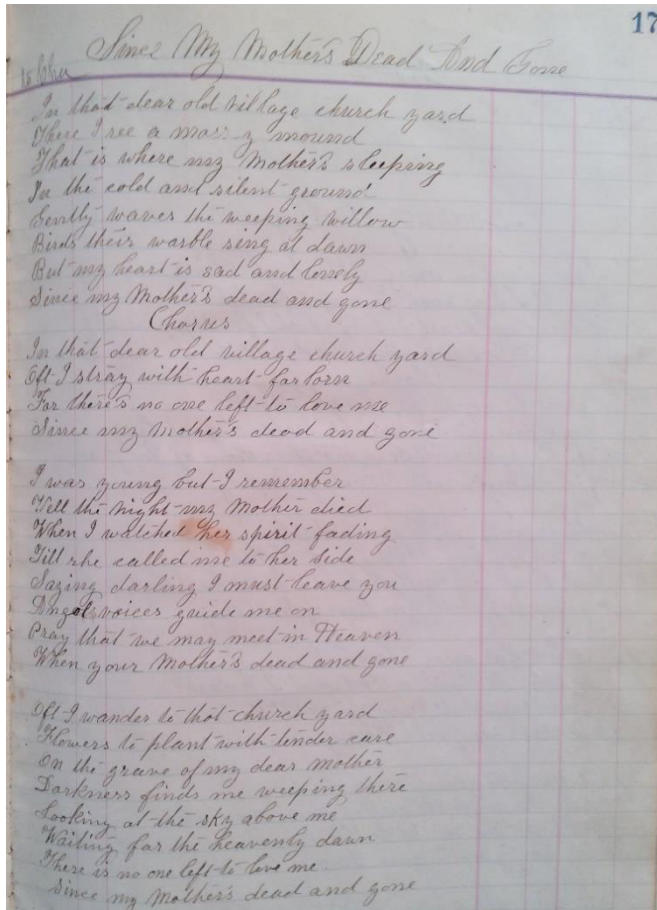 17
Since My Mother's Dead And Gone
In that dear old village church yard
There I see a mossy mound
That is where my Mother's sleeping
In the cold and silent ground
Gently waves the weeping willow
Birds their warble sing at dawn
But my heart is sad and lonely
Since my Mother's dead and gone
Chorus
In that dear old village church yard
Oft I stray with heart forlorn
For there's no one left to love me
Since my Mother's dead and gone
I was young but I remember
Well the night my Mother died
When I watched her spirit fading
Till she called me to her side
Saying darling I must leave you
Angels voices guide me on
Pray that we may meet in Heaven
When your Mother's dead and gone
Oft I wander to that church yard
Flowers to plant with tender care
On the grave of my dear Mother
Darkness finds me weeping there
Looking at the sky above me
Waiting for the heavenly dawn
There is no one left to love me
Since my Mother's dead and gone